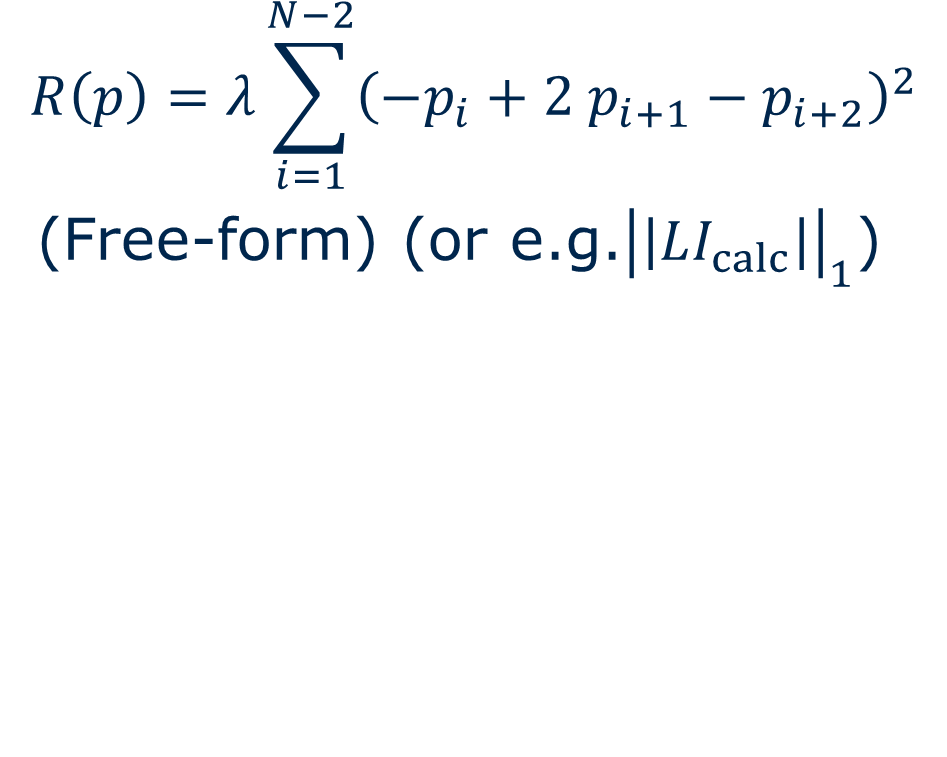 R(p) = λ ∑_{i=1}^{N−2} (−p_i + 2 p_{i+1} − p_{i+2})²
(Free-form) (or e.g.|||LI_calc|||_1)